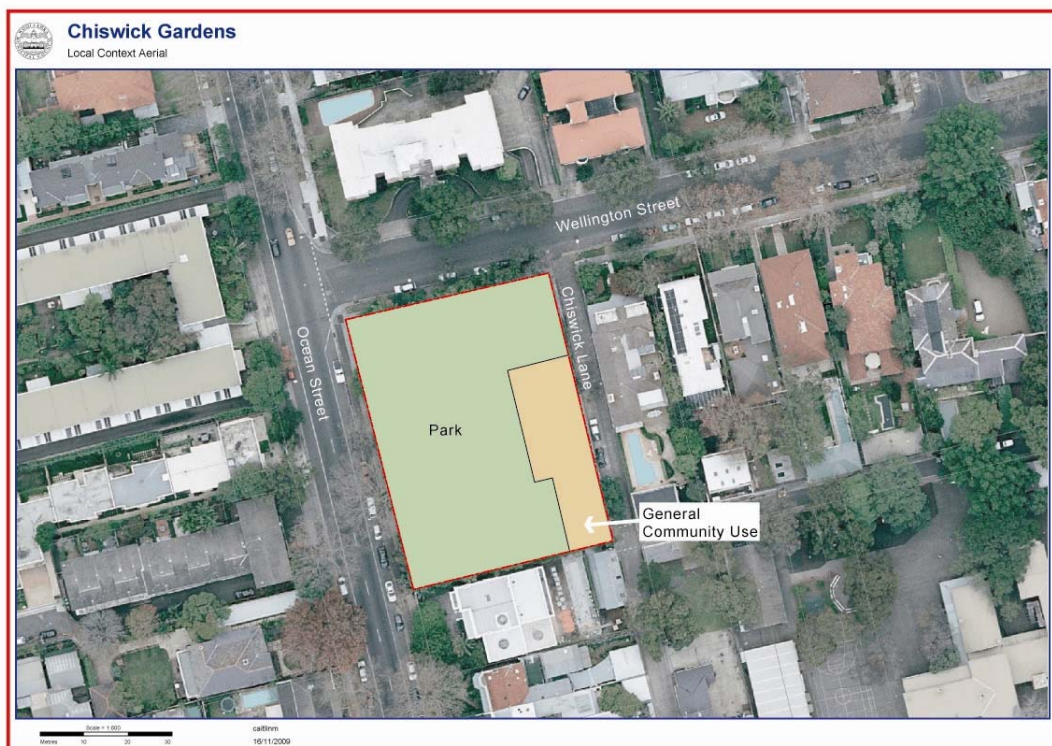 Chiswick Gardens
Local Context Aerial
Wellington Street
Chiswick Lane
Ocean Street
Park
General
Community Use
Scale = 1:600
Metres 10 20 30
caitlinm
16/11/2009